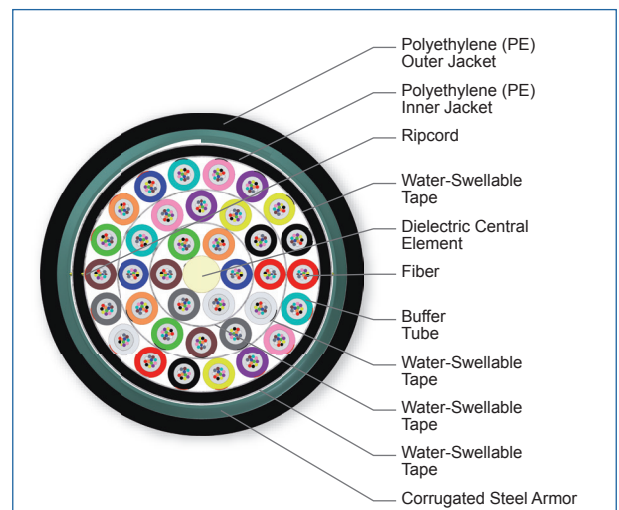 Polyethylene (PE)
Outer Jacket
Polyethylene (PE)
Inner Jacket
Ripcord
Water-Swellable
Tape
Dielectric Central
Element
Fiber
Buffer
Tube
Water-Swellable
Tape
Water-Swellable
Tape
Water-Swellable
Tape
Corrugated Steel Armor